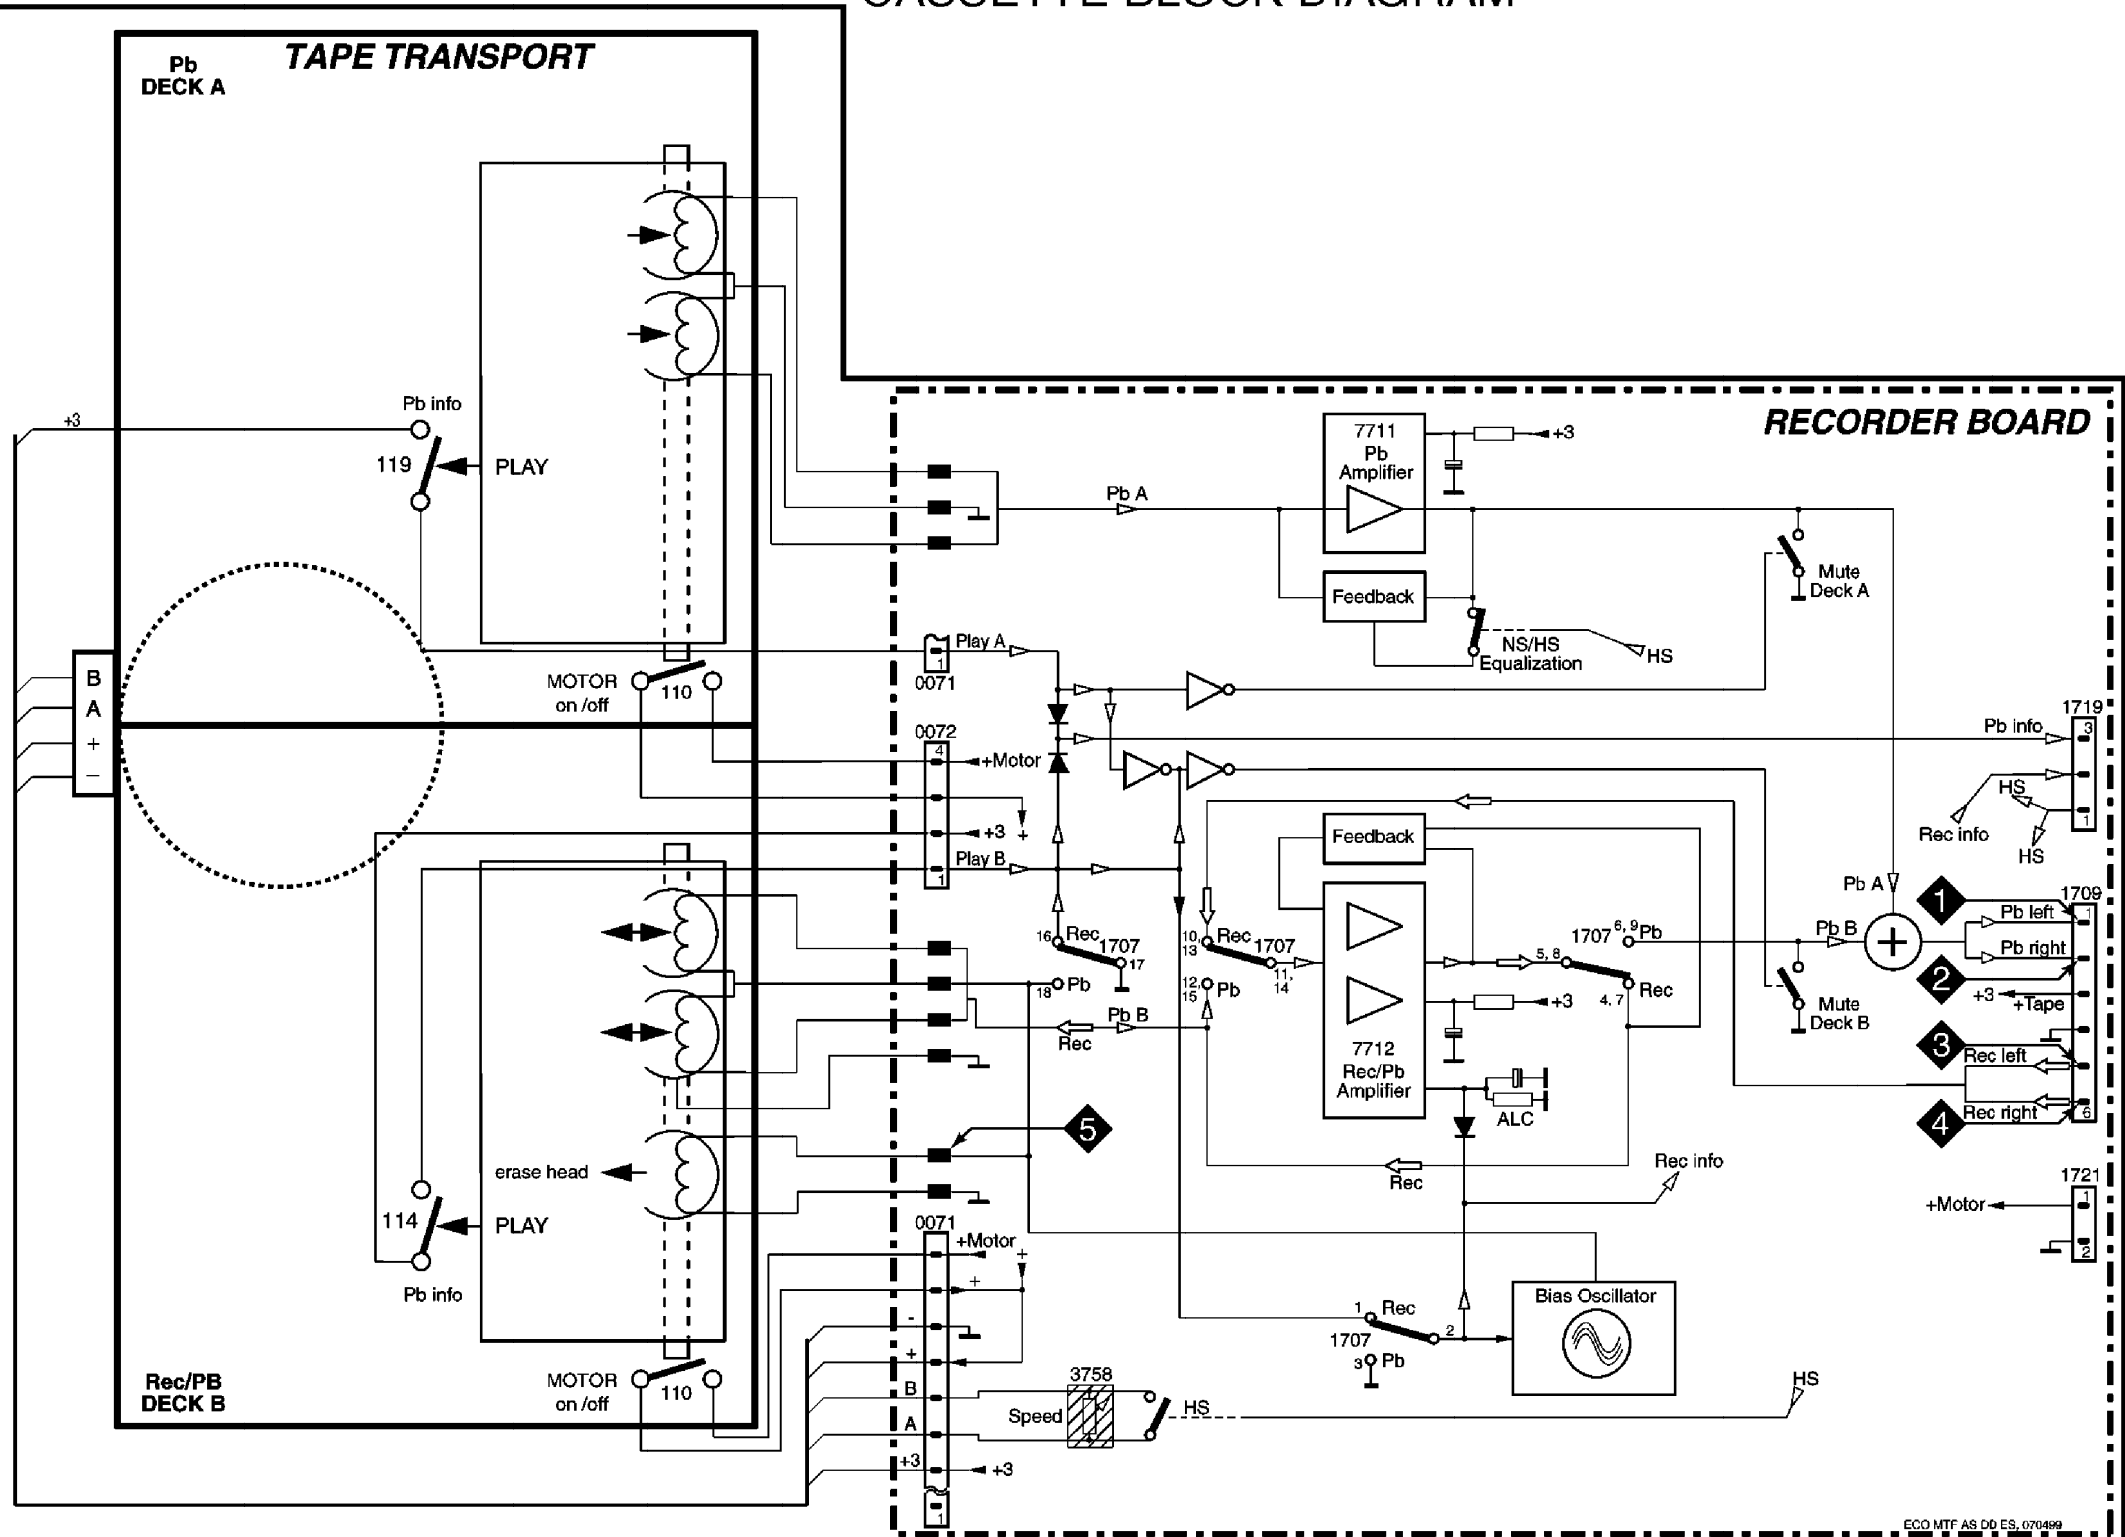 CASSETTE BLOCK DIAGRAM
TAPE TRANSPORT
Pb
DECK A
Pb info
+3
119
PLAY
B
A
+
–
MOTOR
on /off
110
erase head
114
PLAY
Pb info
Rec/PB
DECK B
MOTOR
on /off
110
RECORDER BOARD
7711
Pb
Amplifier
+3
Pb A
Feedback
Mute
Deck A
NS/HS
Equalization
HS
Play A
1
0071
0072
4
+Motor
+3
+
Play B
1
1719
Pb info
3
HS
Rec info
1
HS
Feedback
Pb A
1709
1
1
Pb left
Pb B
+
Pb right
2
+3
+Tape
3
Rec left
4
Rec right
6
16
Rec
1707
17
18
Pb
10,
13
Rec
1707
11,
14
12,
15
Pb
Pb B
Rec
1707
6, 9
Pb
5, 8
4, 7
Rec
+3
Mute
Deck B
7712
Rec/Pb
Amplifier
ALC
5
Rec
Rec info
1721
+Motor
1
2
0071
+Motor
+
+
-
+
B
A
+3
+3
1
Bias Oscillator
1
Rec
1707
2
3
Pb
3758
Speed
HS
HS
ECO MTF AS DD ES, 070499